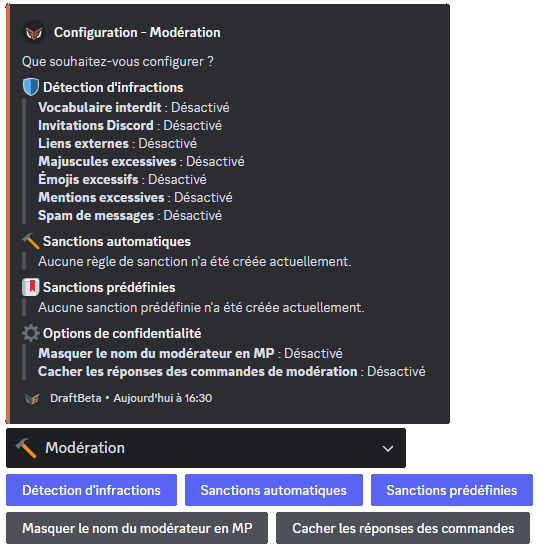 Configuration - Modération
Que souhaitez-vous configurer ?
Détection d'infractions
Vocabulaire interdit : Désactivé
Invitations Discord : Désactivé
Liens externes : Désactivé
Majuscules excessives : Désactivé
Émojis excessifs : Désactivé
Mentions excessives : Désactivé
Spam de messages : Désactivé
Sanctions automatiques
Aucune règle de sanction n'a été créée actuellement.
Sanctions prédéfinies
Aucune sanction prédéfinie n'a été créée actuellement.
Options de confidentialité
Masquer le nom du modérateur en MP : Désactivé
Cacher les réponses des commandes de modération : Désactivé
DraftBeta • Aujourd'hui à 16:30
Modération
Détection d'infractions Sanctions automatiques Sanctions prédéfinies
Masquer le nom du modérateur en MP Cacher les réponses des commandes